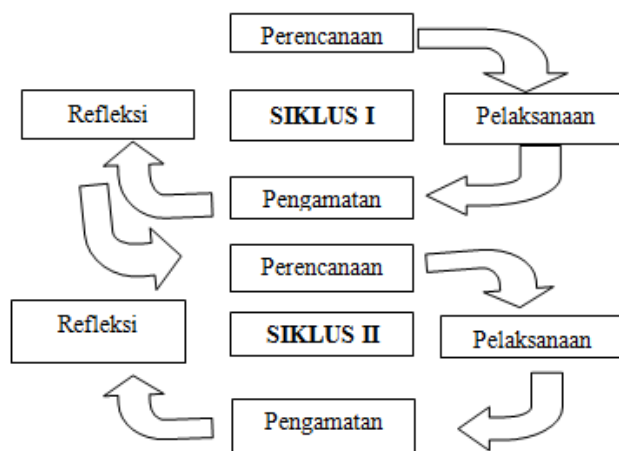 Perencanaan
Refleksi
SIKLUS I
Pelaksanaan
Pengamatan
Perencanaan
Refleksi
SIKLUS II
Pelaksanaan
Pengamatan